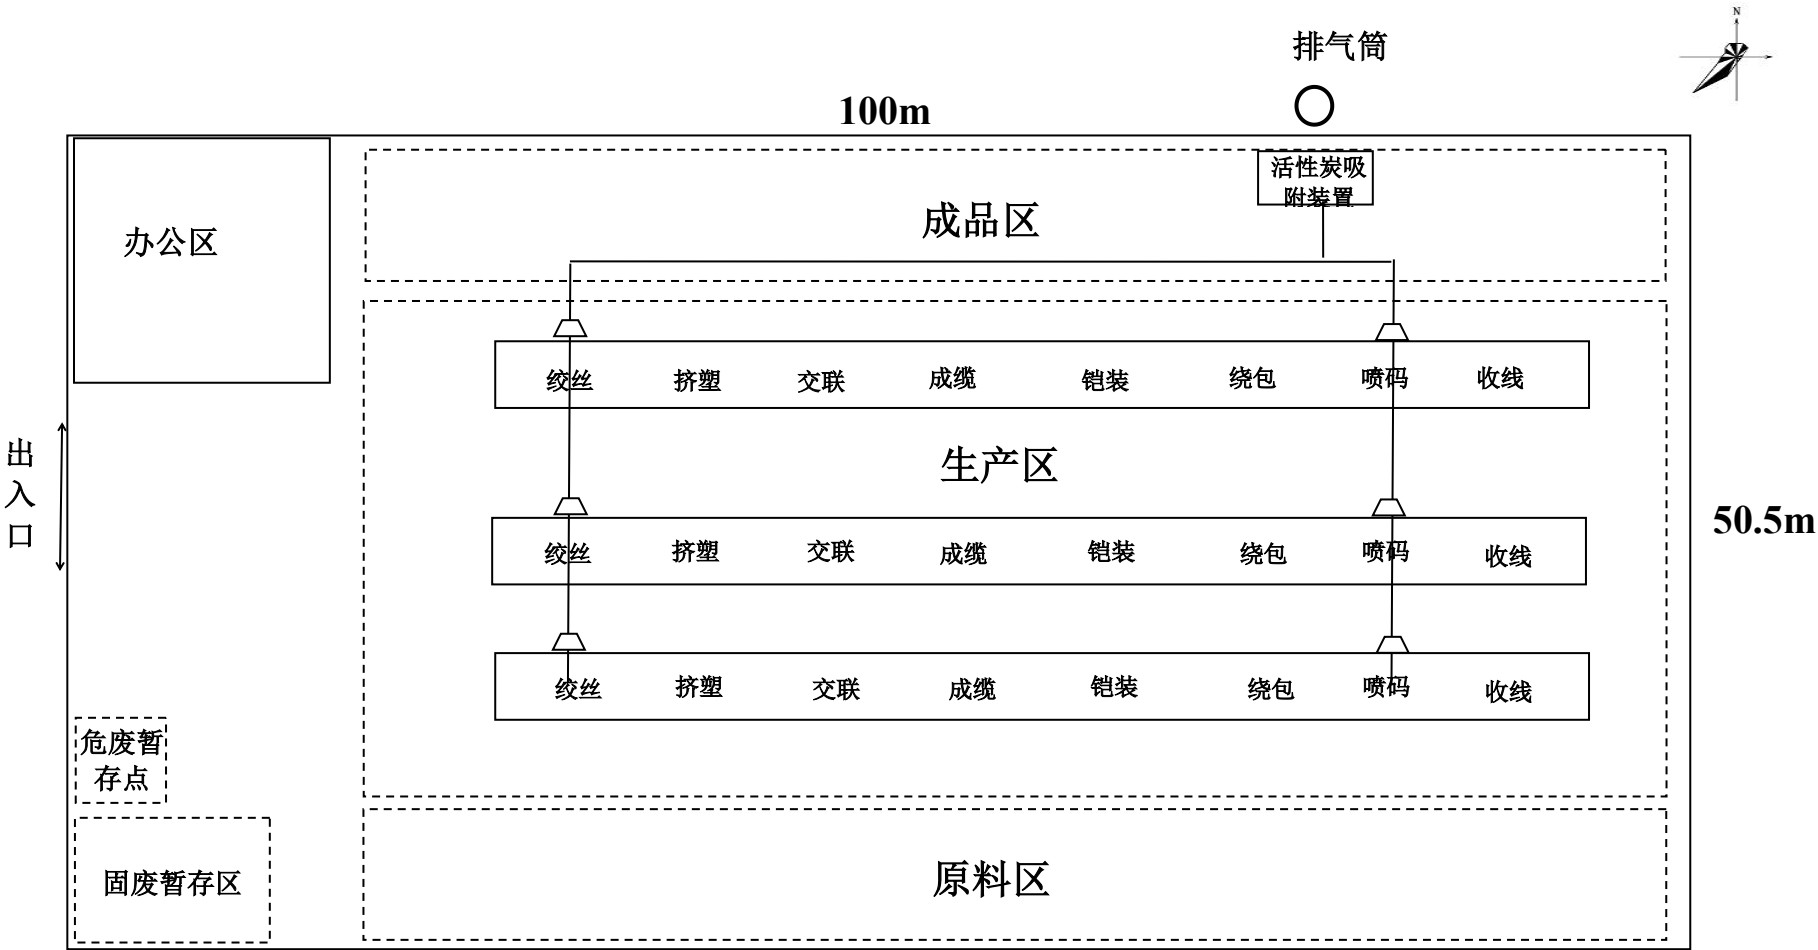 N
排气筒
100m
活性炭吸
附装置
成品区
办公区
绞丝 挤塑 交联 成缆 铠装 绕包 喷码 收线
生产区
出
入
口
50.5m
绞丝 挤塑 交联 成缆 铠装 绕包 喷码 收线
绞丝 挤塑 交联 成缆 铠装 绕包 喷码 收线
危废暂
存点
固废暂存区
原料区